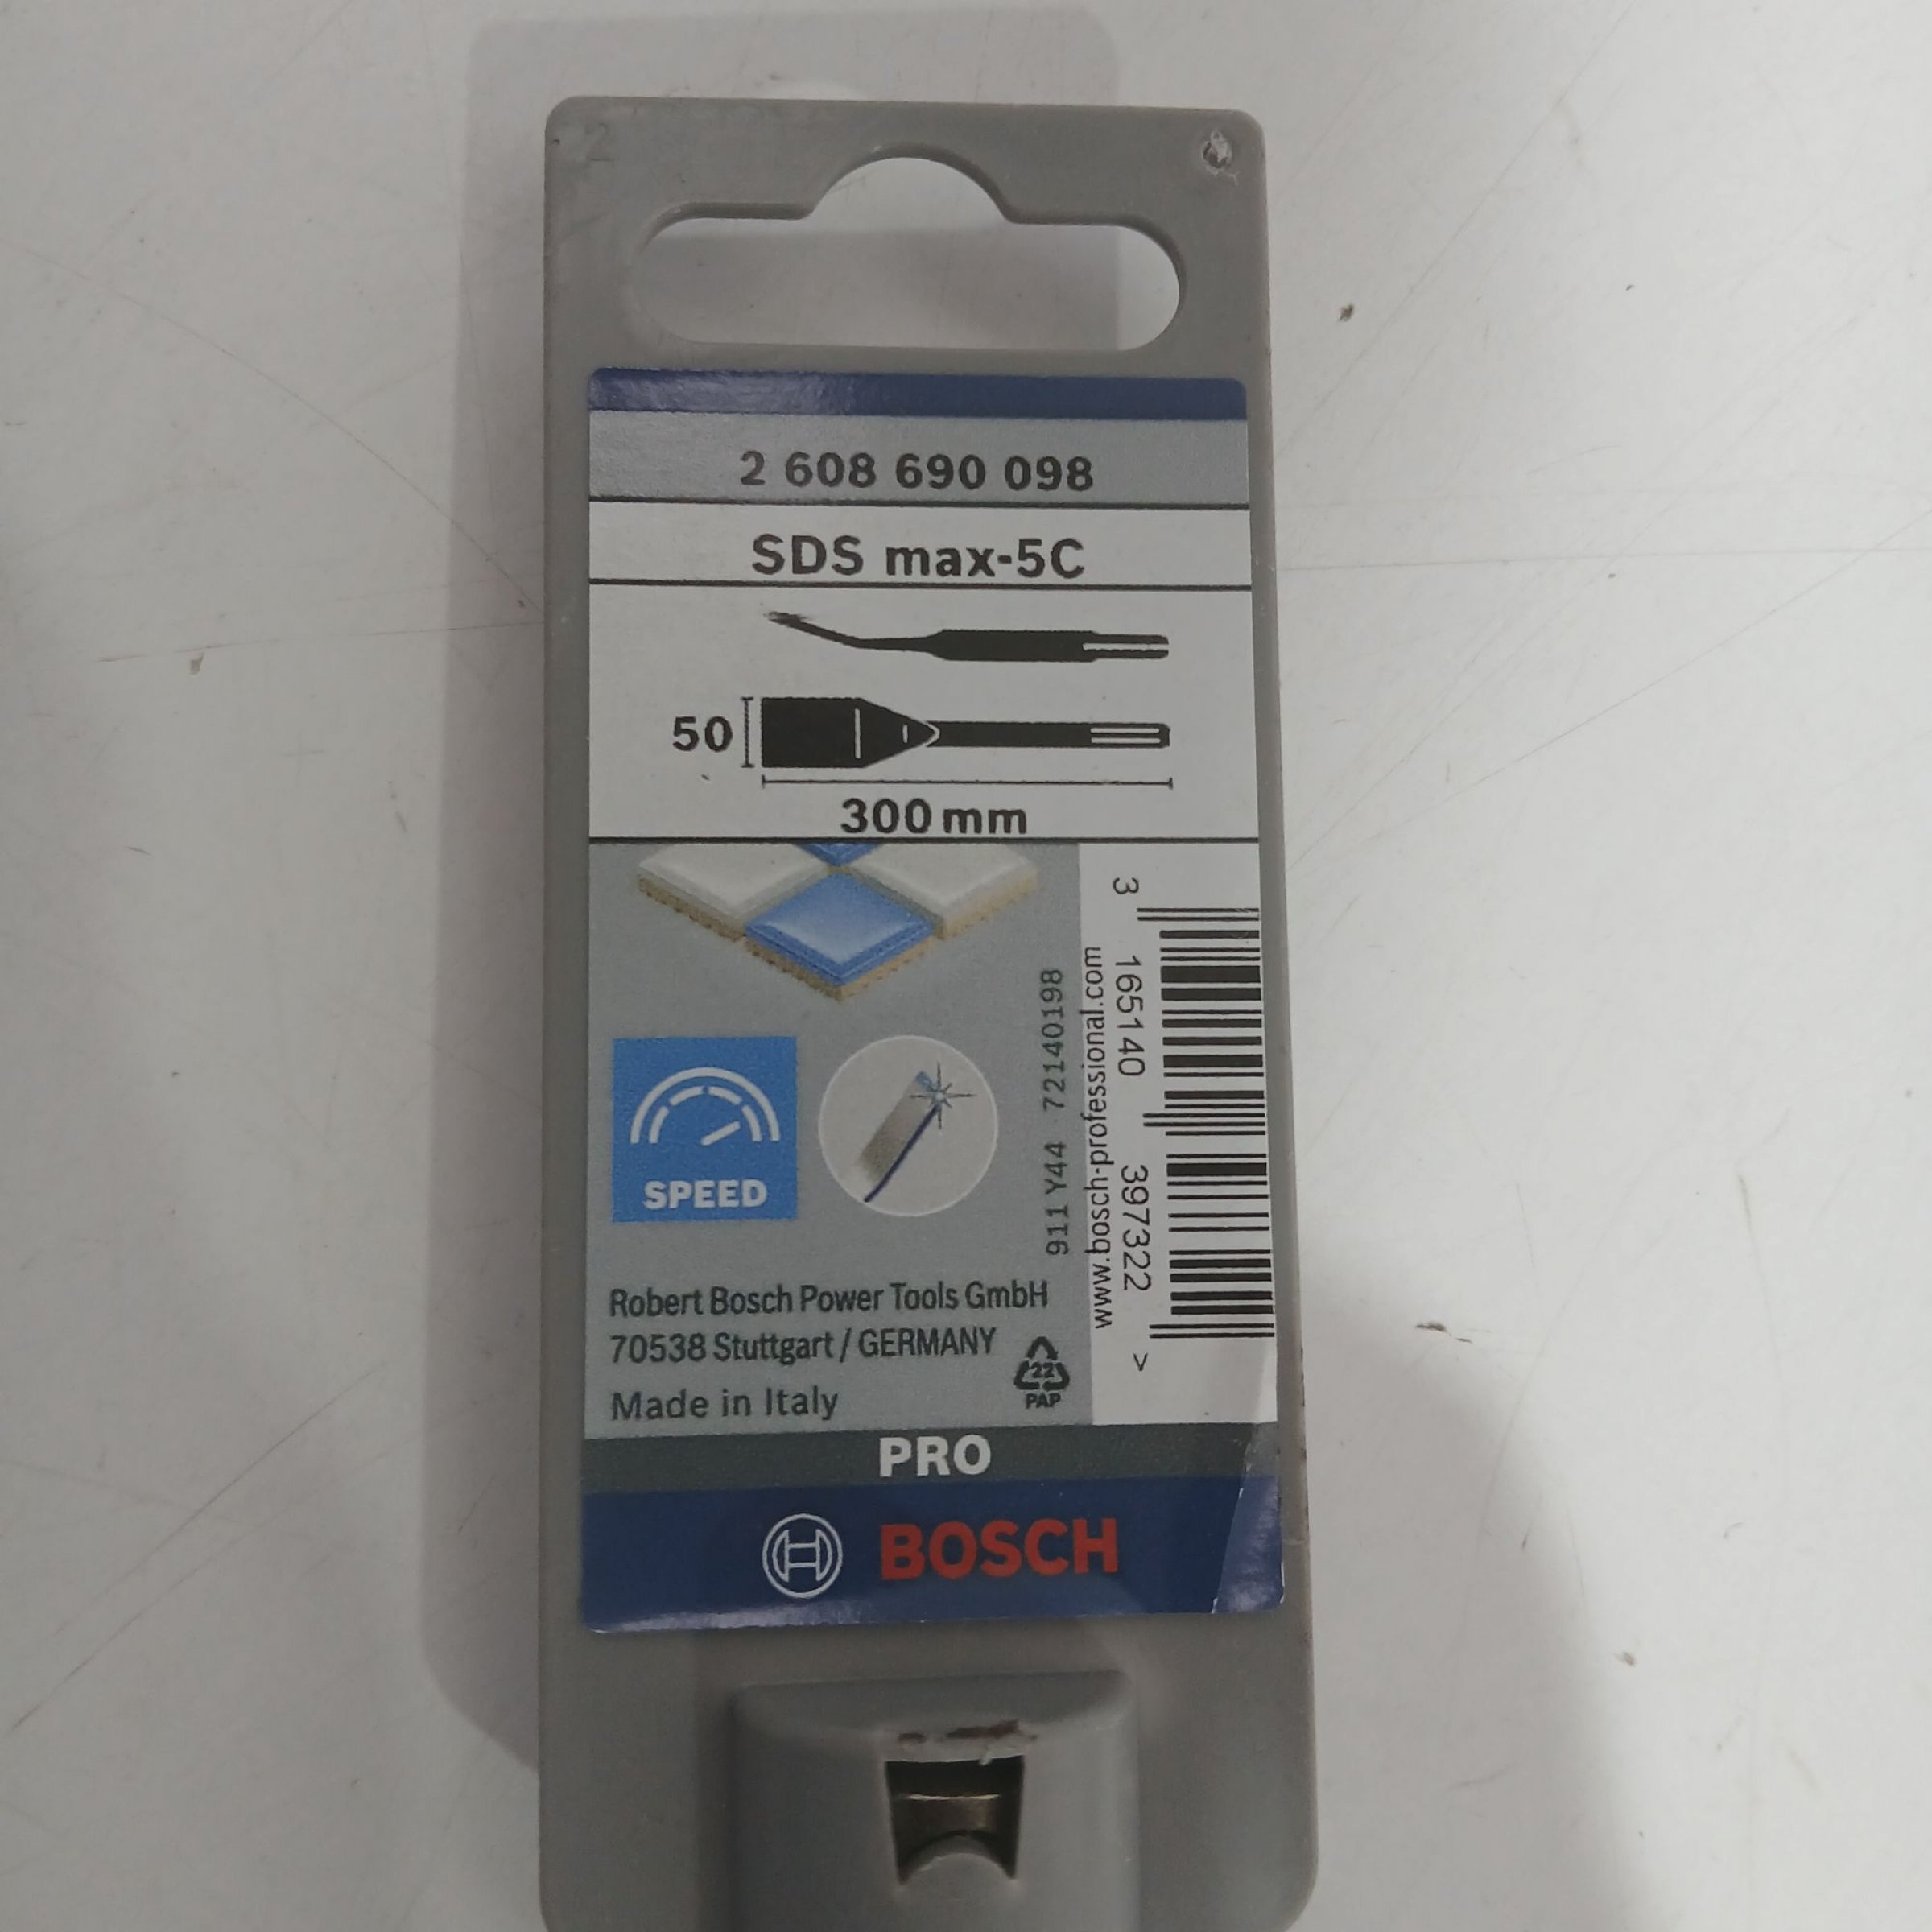 2 608 690 098
SDS max-5C
50
300 mm
3 165140 397322 >
www.bosch-professional.com
911 Y44 72140198
SPEED
Robert Bosch Power Tools GmbH
70538 Stuttgart / GERMANY
Made in Italy
22
PAP
PRO
BOSCH